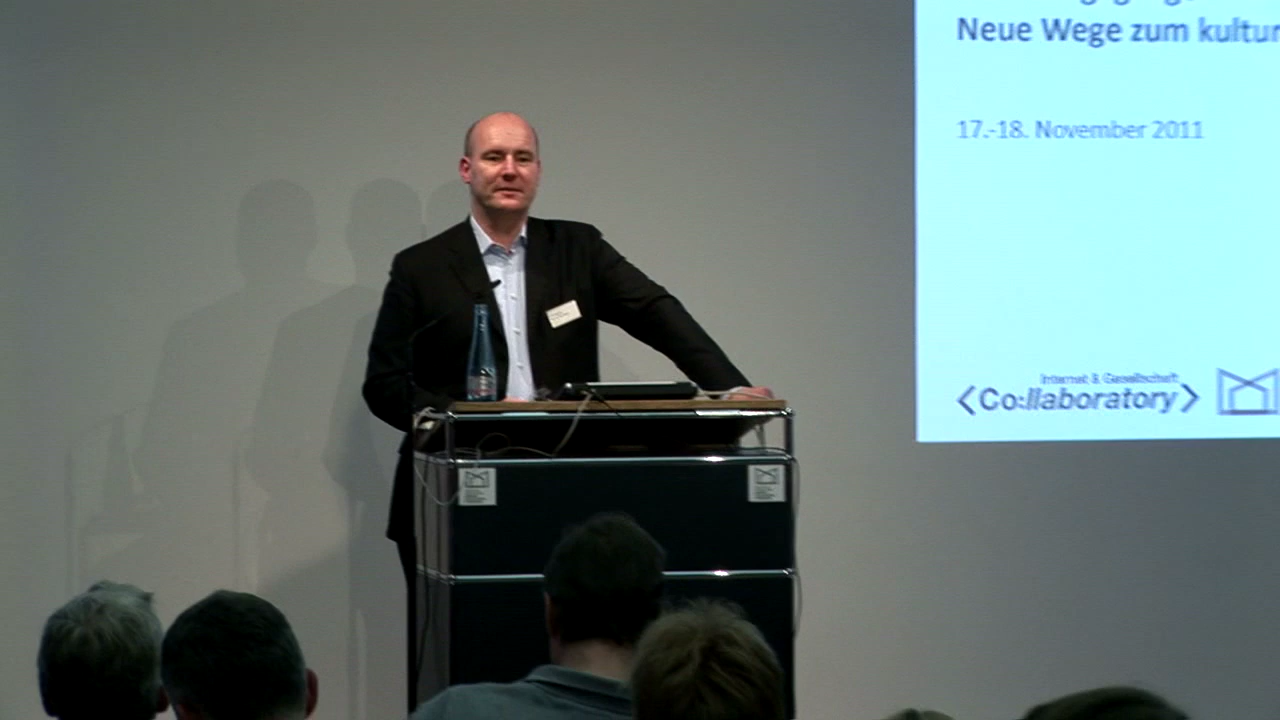 Neue Wege zum kultur
17.-18. November 2011
Internet & Gesellschaft
<Co:llaboratory>